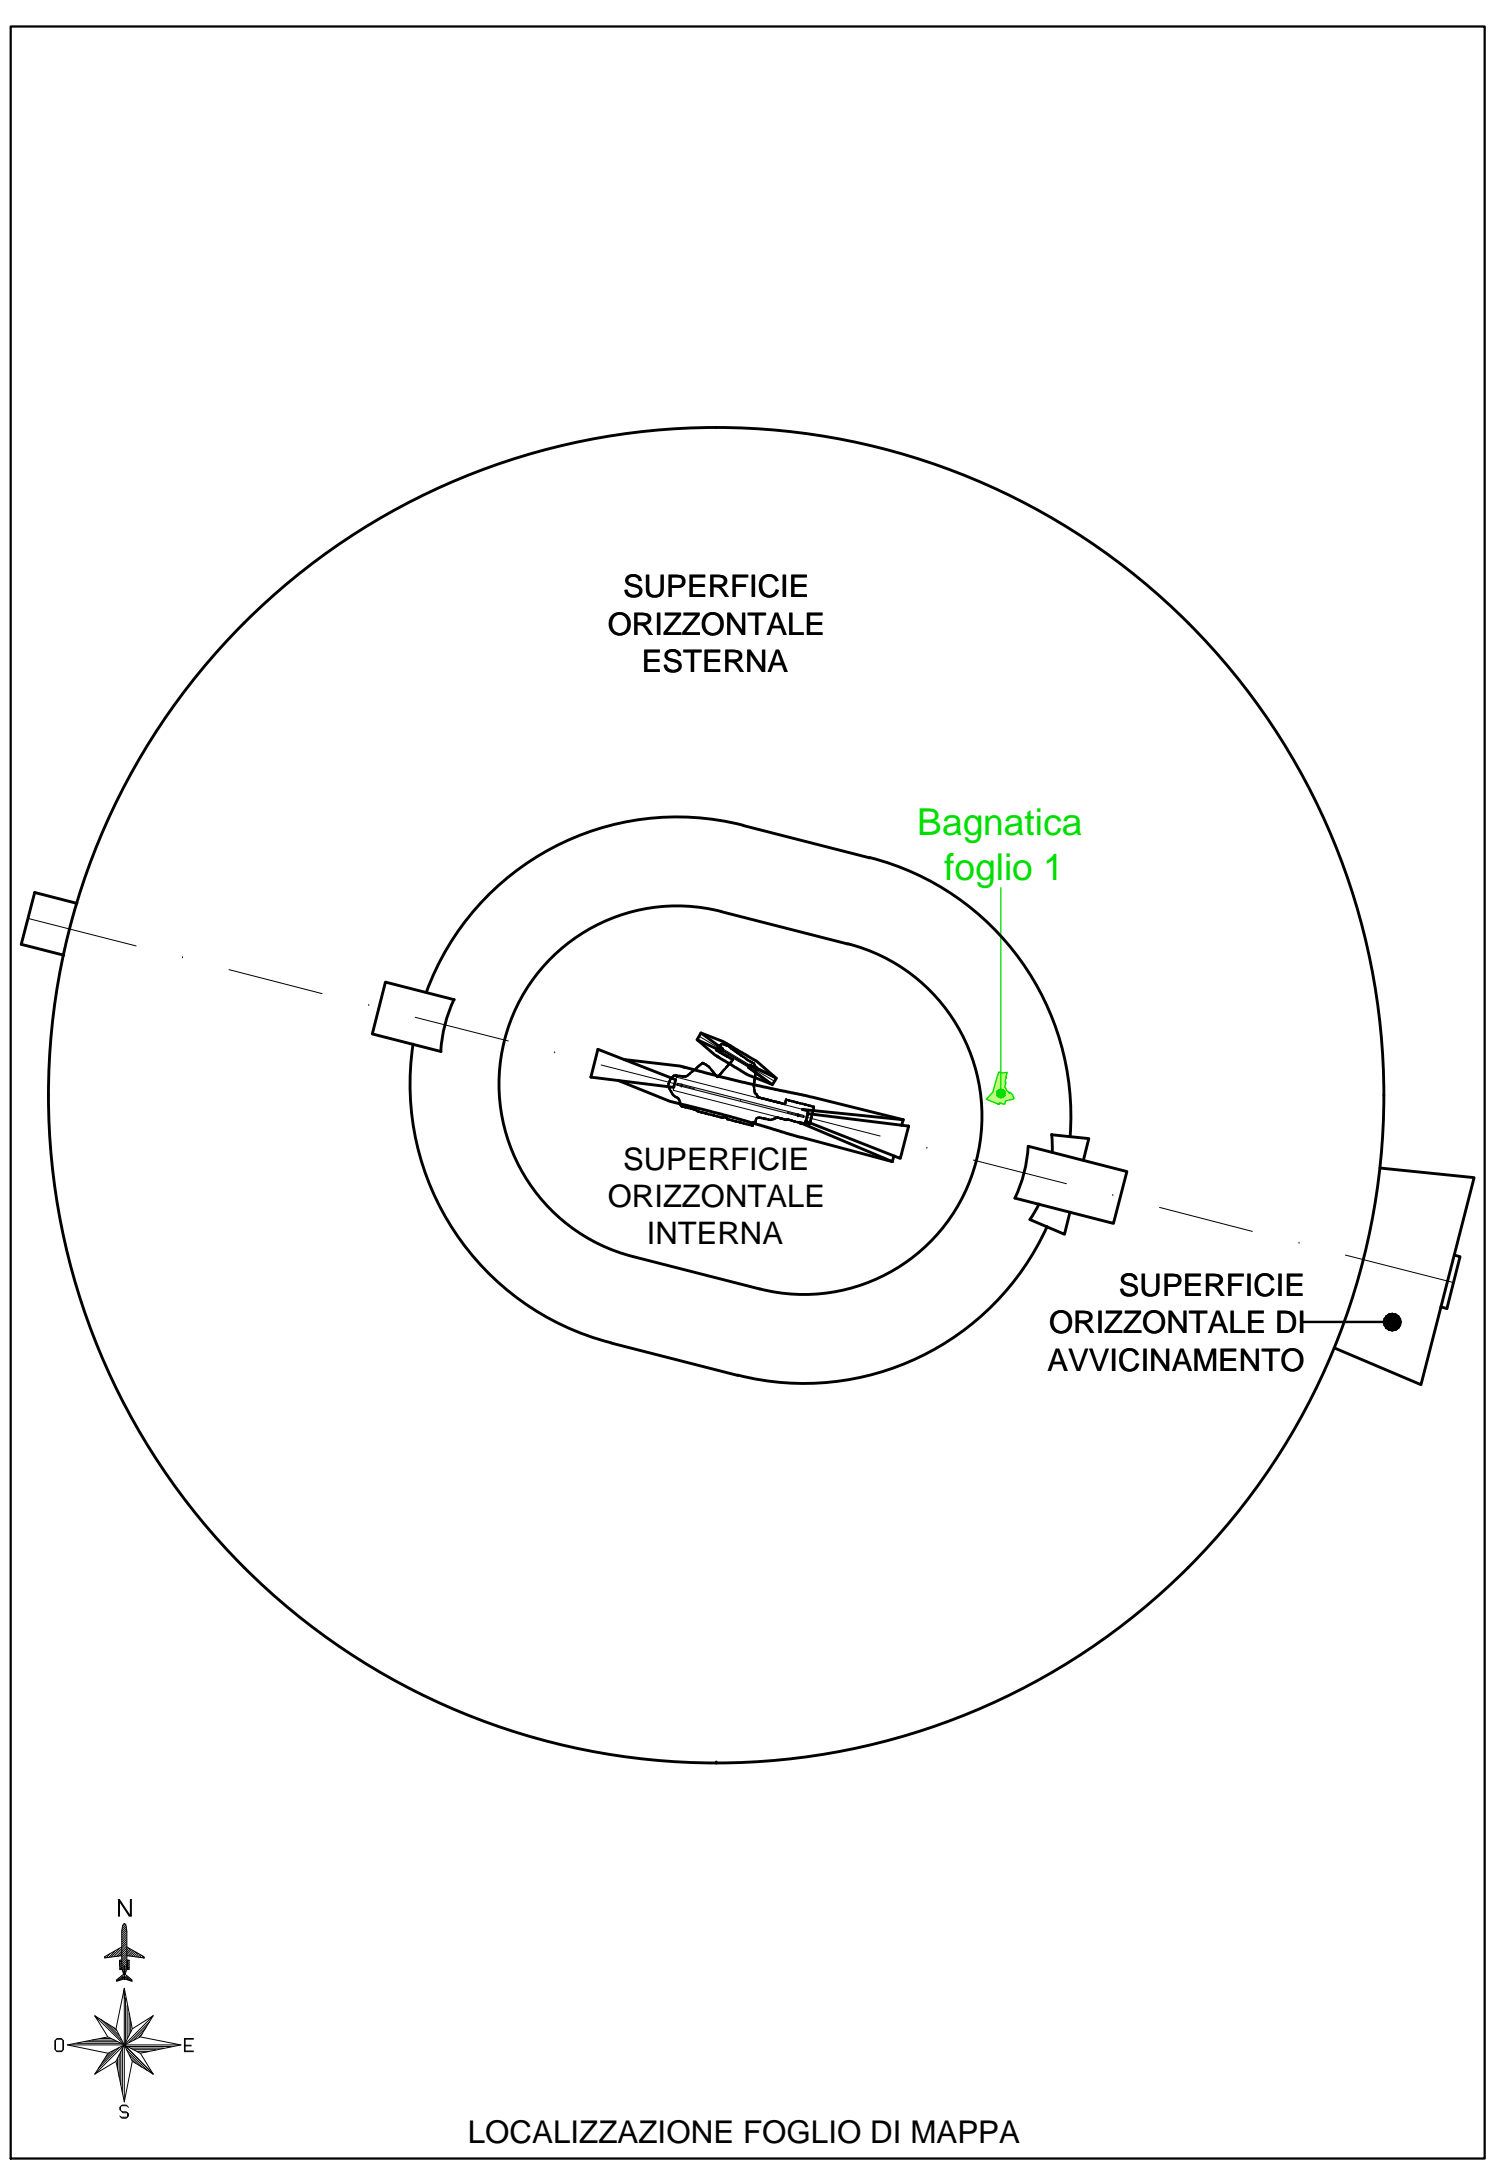 SUPERFICIE
ORIZZONTALE
ESTERNA
Bagnatica
foglio 1
SUPERFICIE
ORIZZONTALE
INTERNA
SUPERFICIE
ORIZZONTALE DI
AVVICINAMENTO
N
O
E
S
LOCALIZZAZIONE FOGLIO DI MAPPA